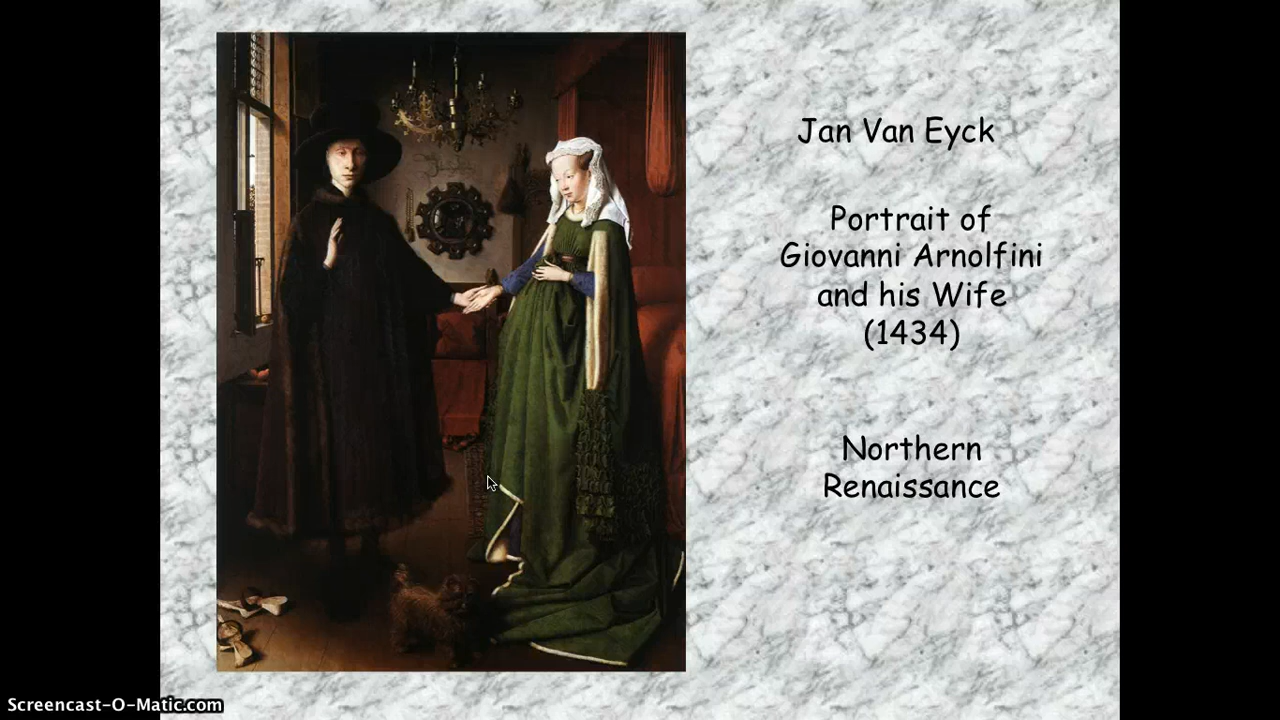 Jan Van Eyck
Portrait of
Giovanni Arnolfini
and his Wife
(1434)
Northern
Renaissance
Screencast-O-Matic.com